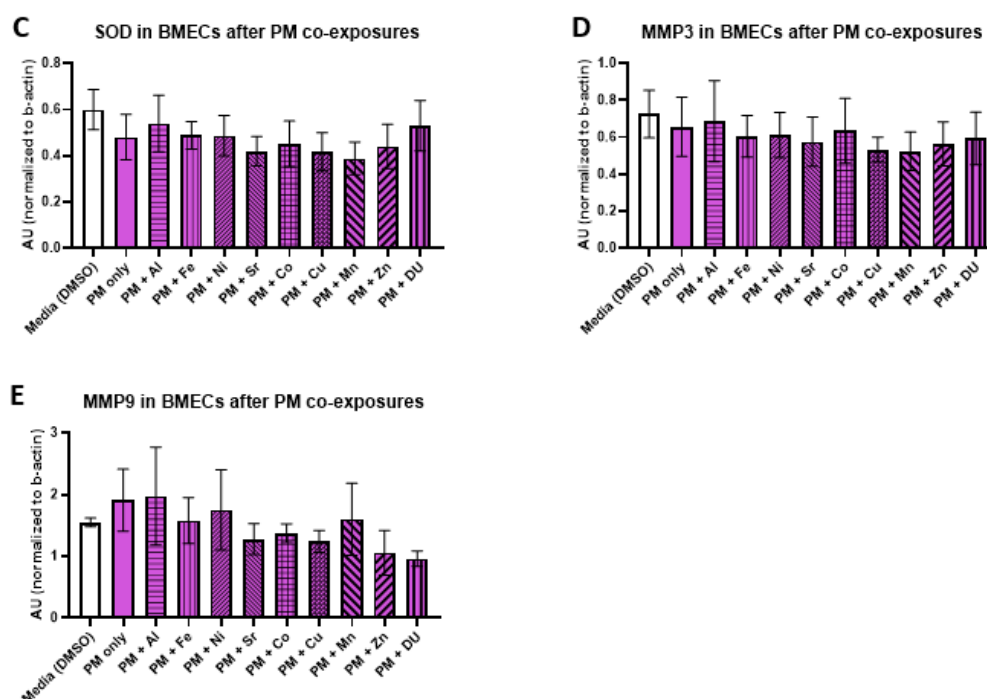 C
SOD in BMECs after PM co-exposures
AU (normalized to b-actin)
0.8
0.6
0.4
0.2
0.0
Media (DMSO)
PM only
PM + Al
PM + Fe
PM + Ni
PM + Sr
PM + Co
PM + Cu
PM + Mn
PM + Zn
PM + DU
D
MMP3 in BMECs after PM co-exposures
AU (normalized to b-actin)
1.0
0.8
0.6
0.4
0.2
0.0
Media (DMSO)
PM only
PM + Al
PM + Fe
PM + Ni
PM + Sr
PM + Co
PM + Cu
PM + Mn
PM + Zn
PM + DU
E
MMP9 in BMECs after PM co-exposures
AU (normalized to b-actin)
3
2
1
0
Media (DMSO)
PM only
PM + Al
PM + Fe
PM + Ni
PM + Sr
PM + Co
PM + Cu
PM + Mn
PM + Zn
PM + DU